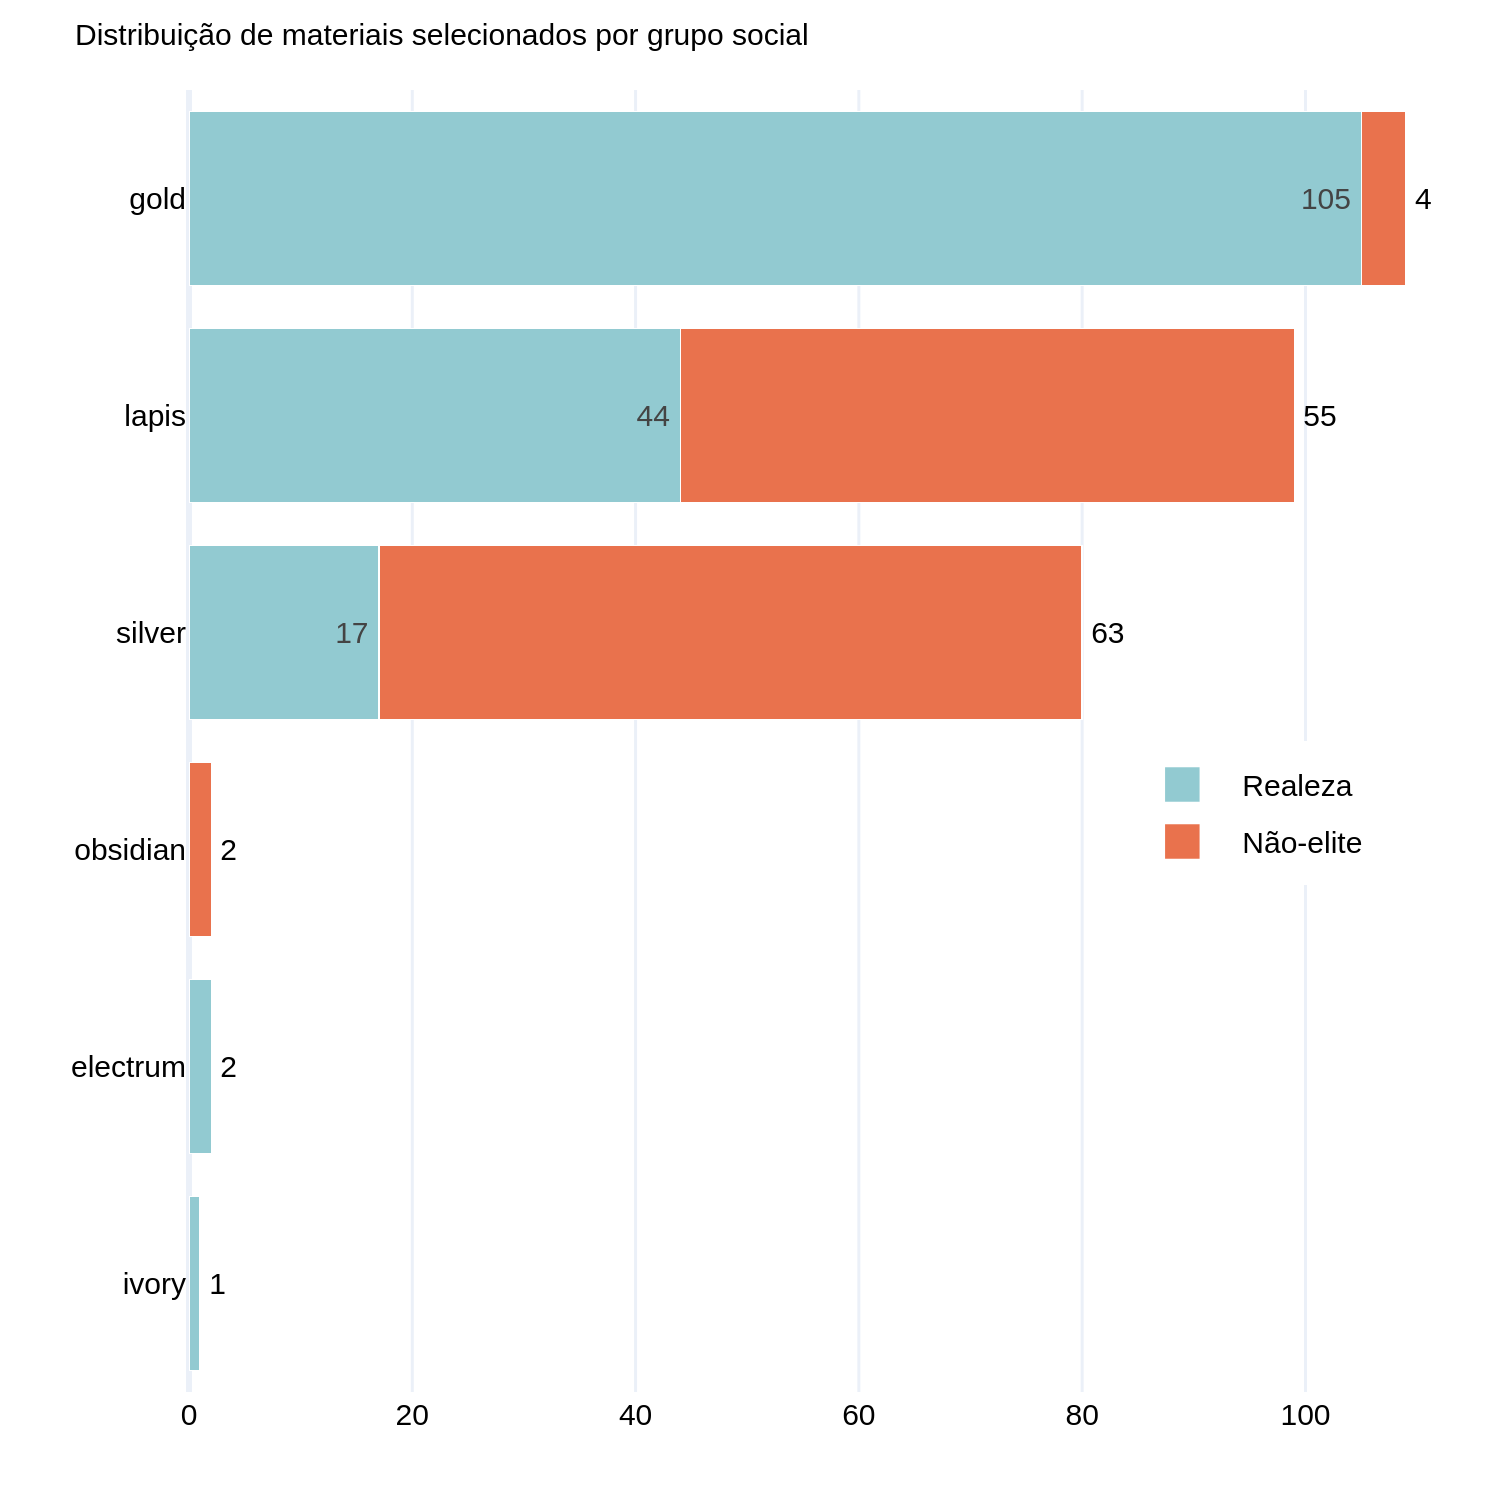 Distribuição de materiais selecionados por grupo social
gold 105 4
lapis 44 55
silver 17 63
Realeza
Não-elite
obsidian 2
electrum 2
ivory 1
0 20 40 60 80 100